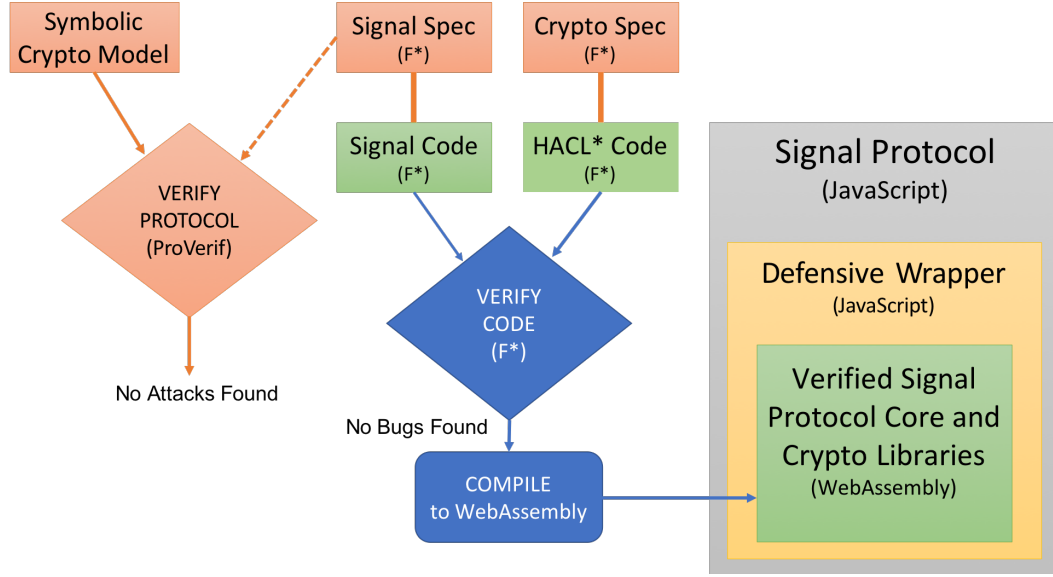 Symbolic
Crypto Model
Signal Spec
(F*)
Crypto Spec
(F*)
Signal Code
(F*)
HACL* Code
(F*)
VERIFY
PROTOCOL
(ProVerif)
No Attacks Found
VERIFY
CODE
(F*)
No Bugs Found
COMPILE
to WebAssembly
Signal Protocol
(JavaScript)
Defensive Wrapper
(JavaScript)
Verified Signal
Protocol Core and
Crypto Libraries
(WebAssembly)